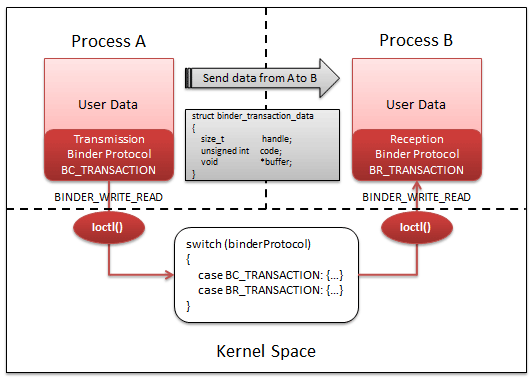 Process A
Process B
Send data from A to B
User Data
User Data
struct binder_transaction_data
{
size_t handle;
unsigned int code;
void *buffer;
}
Transmission
Binder Protocol
BC_TRANSACTION
Reception
Binder Protocol
BR_TRANSACTION
BINDER_WRITE_READ
BINDER_WRITE_READ
ioctl()
ioctl()
switch (binderProtocol)
{
case BC_TRANSACTION: {...}
case BR_TRANSACTION: {...}
}
Kernel Space